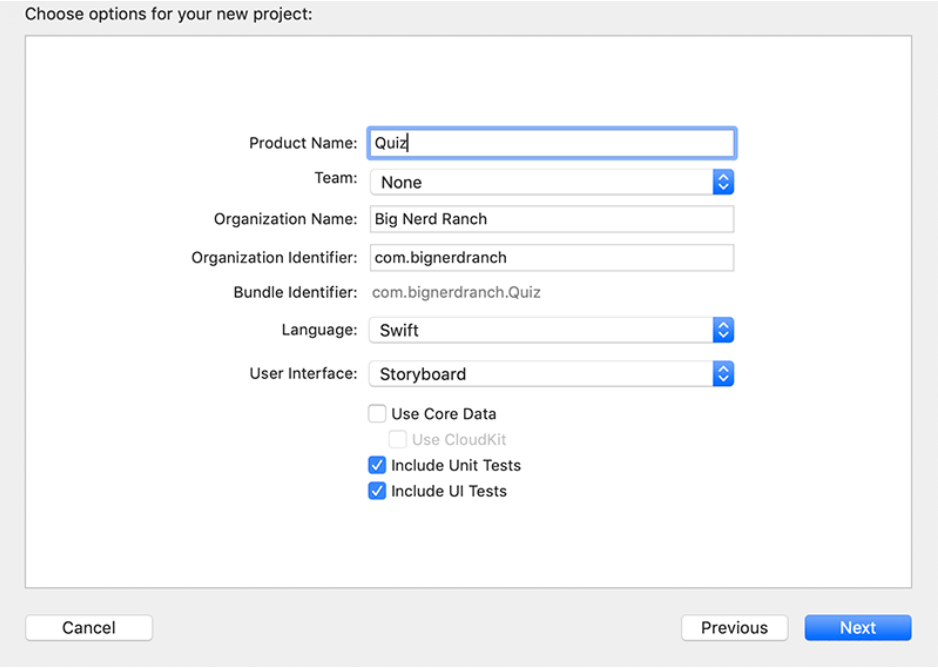 Choose options for your new project:
Product Name: Quiz
Team: None
Organization Name: Big Nerd Ranch
Organization Identifier: com.bignerdranch
Bundle Identifier: com.bignerdranch.Quiz
Language: Swift
User Interface: Storyboard
Use Core Data
Use CloudKit
Include Unit Tests
Include UI Tests
Cancel Previous Next